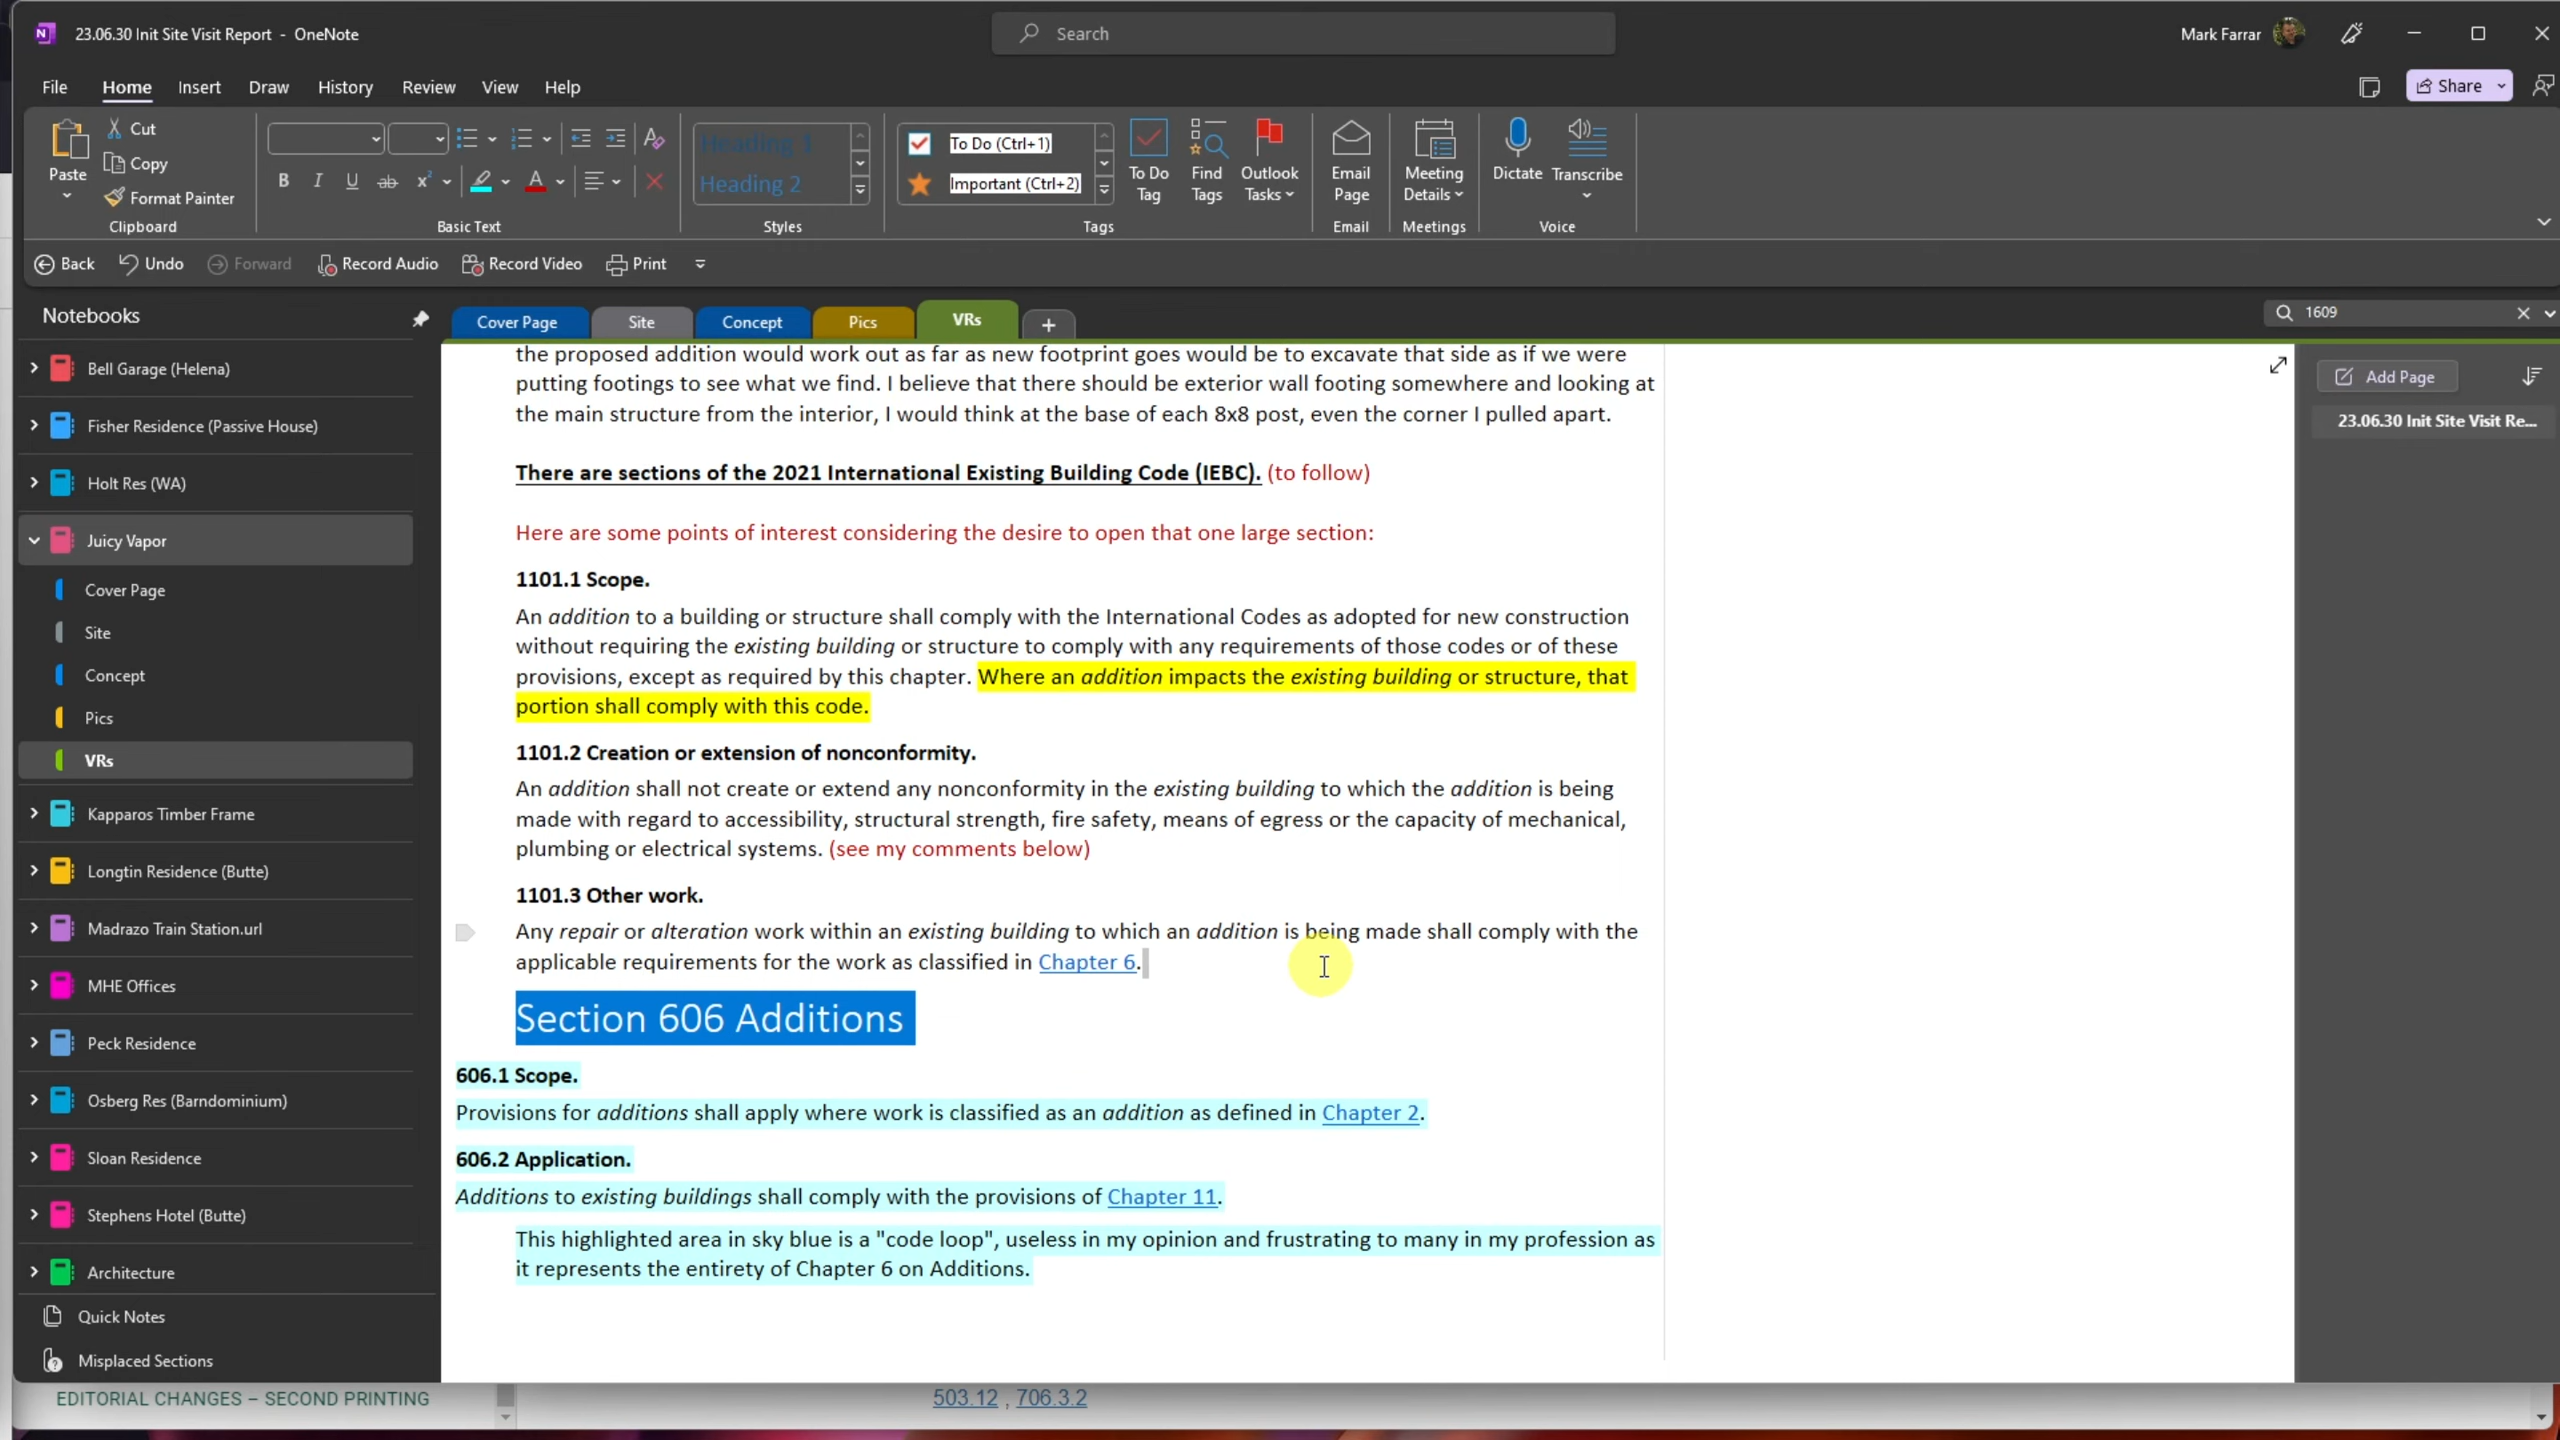 23.06.30 Init Site Visit Report - OneNote
Search
Mark Farrar
File Home Insert Draw History Review View Help
Share
Paste
Cut
Copy
Format Painter
Clipboard
B I U ab x²
A
Basic Text
Heading 1
Heading 2
Styles
To Do (Ctrl+1)
Important (Ctrl+2)
To Do Tag
Find Tags
Outlook Tasks
Tags
Email Page
Email
Meeting Details
Meetings
Dictate
Transcribe
Voice
Back Undo Forward Record Audio Record Video Print
Notebooks
Bell Garage (Helena)
Fisher Residence (Passive House)
Holt Res (WA)
Juicy Vapor
Cover Page
Site
Concept
Pics
VRs
Kapparos Timber Frame
Longtin Residence (Butte)
Madrazo Train Station.url
MHE Offices
Peck Residence
Osberg Res (Barndominium)
Sloan Residence
Stephens Hotel (Butte)
Architecture
Quick Notes
Misplaced Sections
Cover Page Site Concept Pics VRs +
1609
Add Page
23.06.30 Init Site Visit Re...
the proposed addition would work out as far as new footprint goes would be to excavate that side as if we were
putting footings to see what we find. I believe that there should be exterior wall footing somewhere and looking at
the main structure from the interior, I would think at the base of each 8x8 post, even the corner I pulled apart.
There are sections of the 2021 International Existing Building Code (IEBC). (to follow)
Here are some points of interest considering the desire to open that one large section:
1101.1 Scope.
An addition to a building or structure shall comply with the International Codes as adopted for new construction
without requiring the existing building or structure to comply with any requirements of those codes or of these
provisions, except as required by this chapter. Where an addition impacts the existing building or structure, that
portion shall comply with this code.
1101.2 Creation or extension of nonconformity.
An addition shall not create or extend any nonconformity in the existing building to which the addition is being
made with regard to accessibility, structural strength, fire safety, means of egress or the capacity of mechanical,
plumbing or electrical systems. (see my comments below)
1101.3 Other work.
Any repair or alteration work within an existing building to which an addition is being made shall comply with the
applicable requirements for the work as classified in Chapter 6.
Section 606 Additions
606.1 Scope.
Provisions for additions shall apply where work is classified as an addition as defined in Chapter 2.
606.2 Application.
Additions to existing buildings shall comply with the provisions of Chapter 11.
This highlighted area in sky blue is a "code loop", useless in my opinion and frustrating to many in my profession as
it represents the entirety of Chapter 6 on Additions.
EDITORIAL CHANGES – SECOND PRINTING
503.12 , 706.3.2